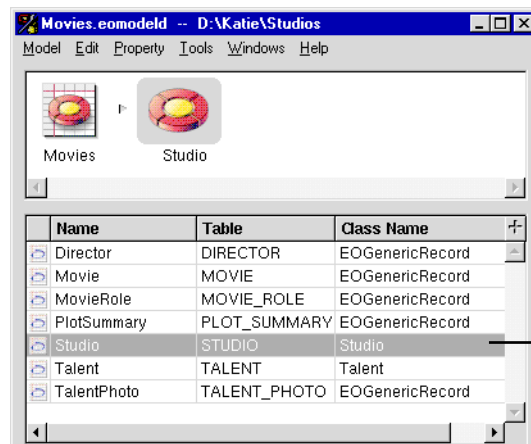 Movies.eomodeld -- D:\Katie\Studios
Model Edit Property Tools Windows Help
Movies Studio
Name Table Class Name
Director DIRECTOR EOGenericRecord
Movie MOVIE EOGenericRecord
MovieRole MOVIE_ROLE EOGenericRecord
PlotSummary PLOT_SUMMARY EOGenericRecord
Studio STUDIO Studio
Talent TALENT Talent
TalentPhoto TALENT_PHOTO EOGenericRecord